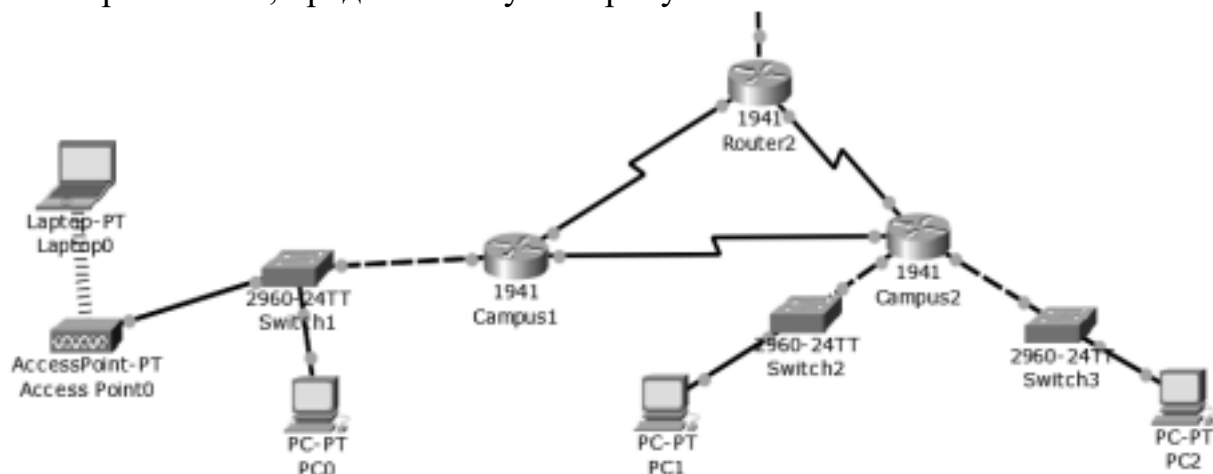 1941
Router2
Laptop-PT
Laptop0
2960-24TT
Switch1
1941
Campus1
1941
Campus2
AccessPoint-PT
Access Point0
2960-24TT
Switch2
2960-24TT
Switch3
PC-PT
PC0
PC-PT
PC1
PC-PT
PC2